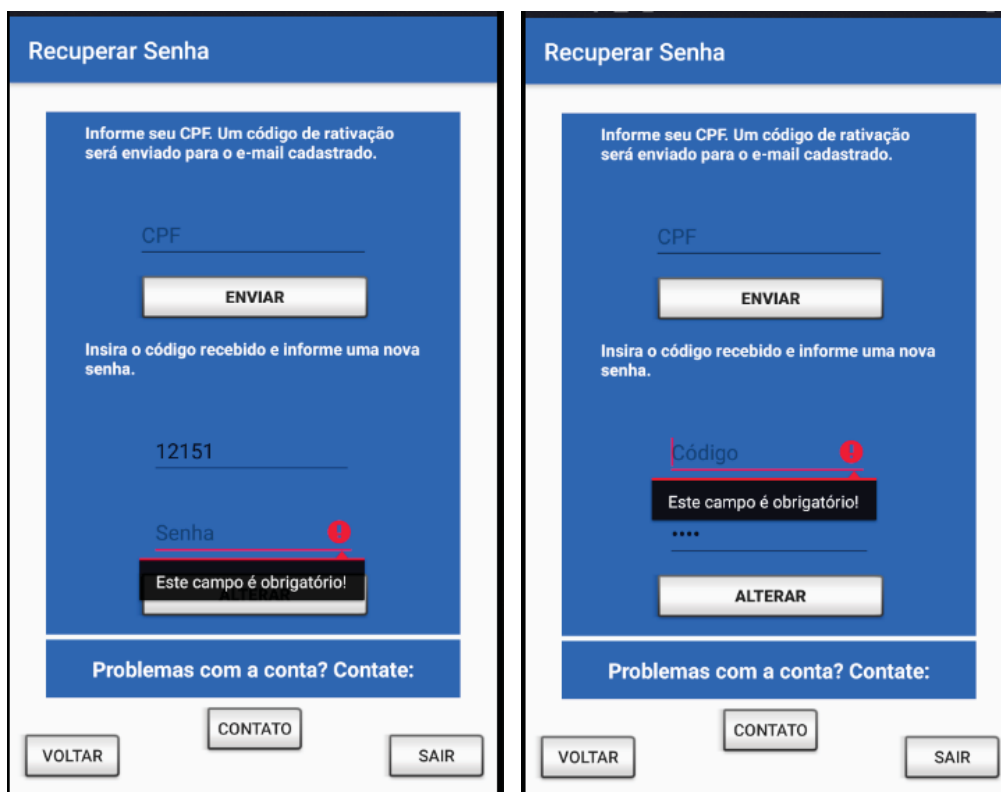 Recuperar Senha
Informe seu CPF. Um código de rativação
será enviado para o e-mail cadastrado.
CPF
ENVIAR
Insira o código recebido e informe uma nova
senha.
12151
Senha
Este campo é obrigatório!
ALTERAR
Problemas com a conta? Contate:
CONTATO
VOLTAR
SAIR
Recuperar Senha
Informe seu CPF. Um código de rativação
será enviado para o e-mail cadastrado.
CPF
ENVIAR
Insira o código recebido e informe uma nova
senha.
Código
Este campo é obrigatório!
••••
ALTERAR
Problemas com a conta? Contate:
CONTATO
VOLTAR
SAIR